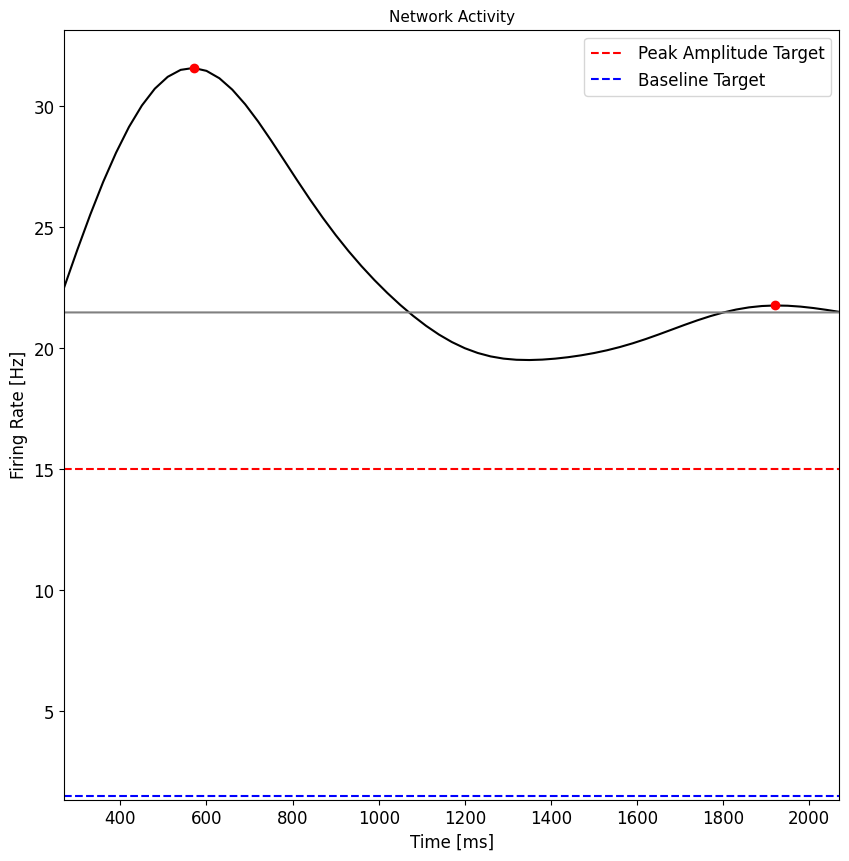 Network Activity
Peak Amplitude Target
Baseline Target
Firing Rate [Hz]
30
25
20
15
10
5
400 600 800 1000 1200 1400 1600 1800 2000
Time [ms]